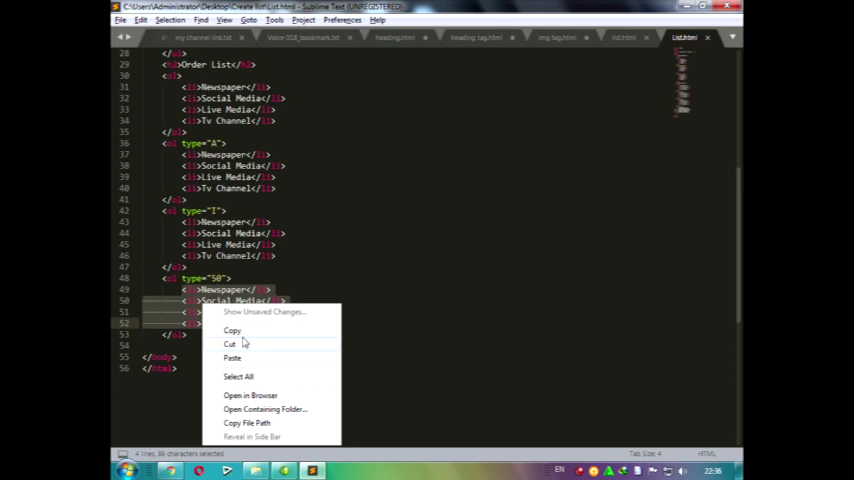 C:\Users\Administrator\Desktop\Create list\List.html - Sublime Text (UNREGISTERED)
File Edit Selection Find View Goto Tools Project Preferences Help
my channel link.txt Voice 018_bookmark.txt heading.html heading tag.html img tag.html list.html List.html
28 </ul>
29 <h2>Order List</h2>
30 <ol>
31 <li>Newspaper</li>
32 <li>Social Media</li>
33 <li>Live Media</li>
34 <li>Tv Channel</li>
35 </ol>
36 <ol type="A">
37 <li>Newspaper</li>
38 <li>Social Media</li>
39 <li>Live Media</li>
40 <li>Tv Channel</li>
41 </ol>
42 <ol type="I">
43 <li>Newspaper</li>
44 <li>Social Media</li>
45 <li>Live Media</li>
46 <li>Tv Channel</li>
47 </ol>
48 <ol type="50">
49 <li>Newspaper</li>
50 <li>Social Media</li>
51 <li>
52 <li>
53 </ol>
54
55 </body>
56 </html>
Show Unsaved Changes...
Copy
Cut
Paste
Select All
Open in Browser
Open Containing Folder...
Copy File Path
Reveal in Side Bar
4 lines, 86 characters selected Tab Size: 4 HTML
EN 22:36